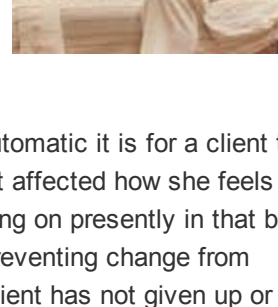 utomatic it is for a client
t affected how she feels
ng on presently in that
reventing change from
ient has not given up or